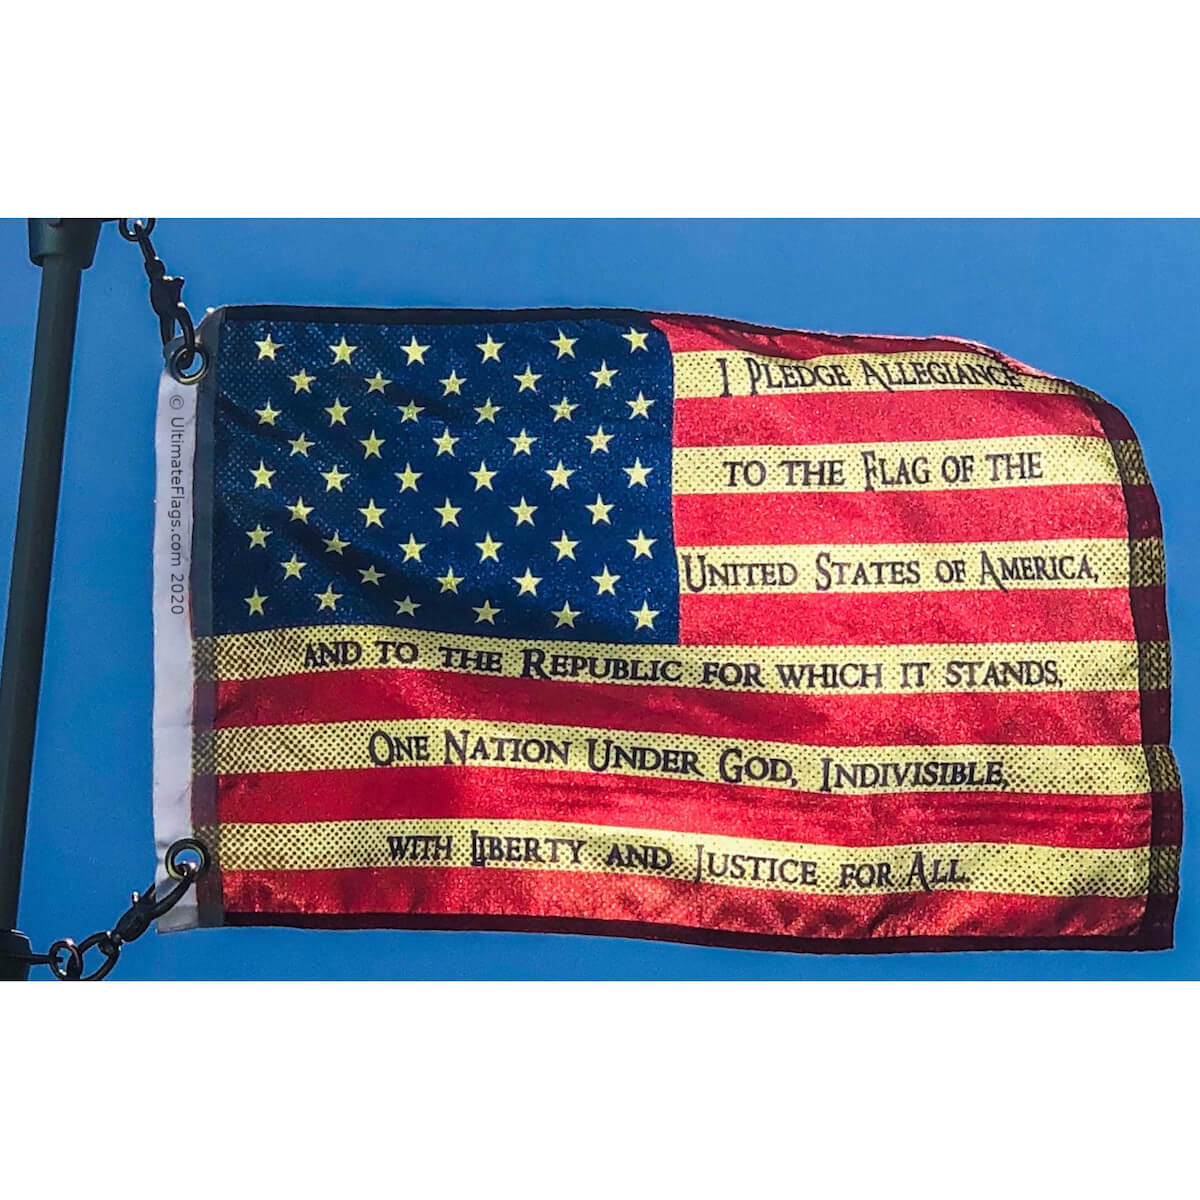 I Pledge Allegiance
to the Flag of the
United States of America,
and to the Republic for which it stands,
One Nation Under God, Indivisible,
with Liberty and Justice for All.
© UltimateFlags.com 2020